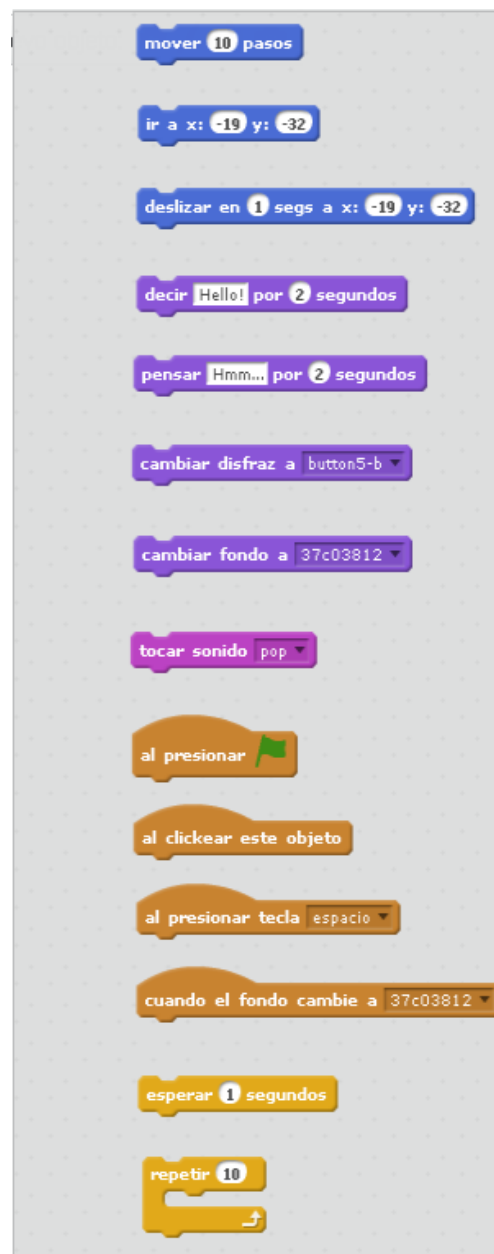 mover 10 pasos
ir a x: -19 y: -32
deslizar en 1 segs a x: -19 y: -32
decir Hello! por 2 segundos
pensar Hmm... por 2 segundos
cambiar disfraz a button5-b
cambiar fondo a 37c03812
tocar sonido pop
al presionar
al clickear este objeto
al presionar tecla espacio
cuando el fondo cambie a 37c03812
esperar 1 segundos
repetir 10